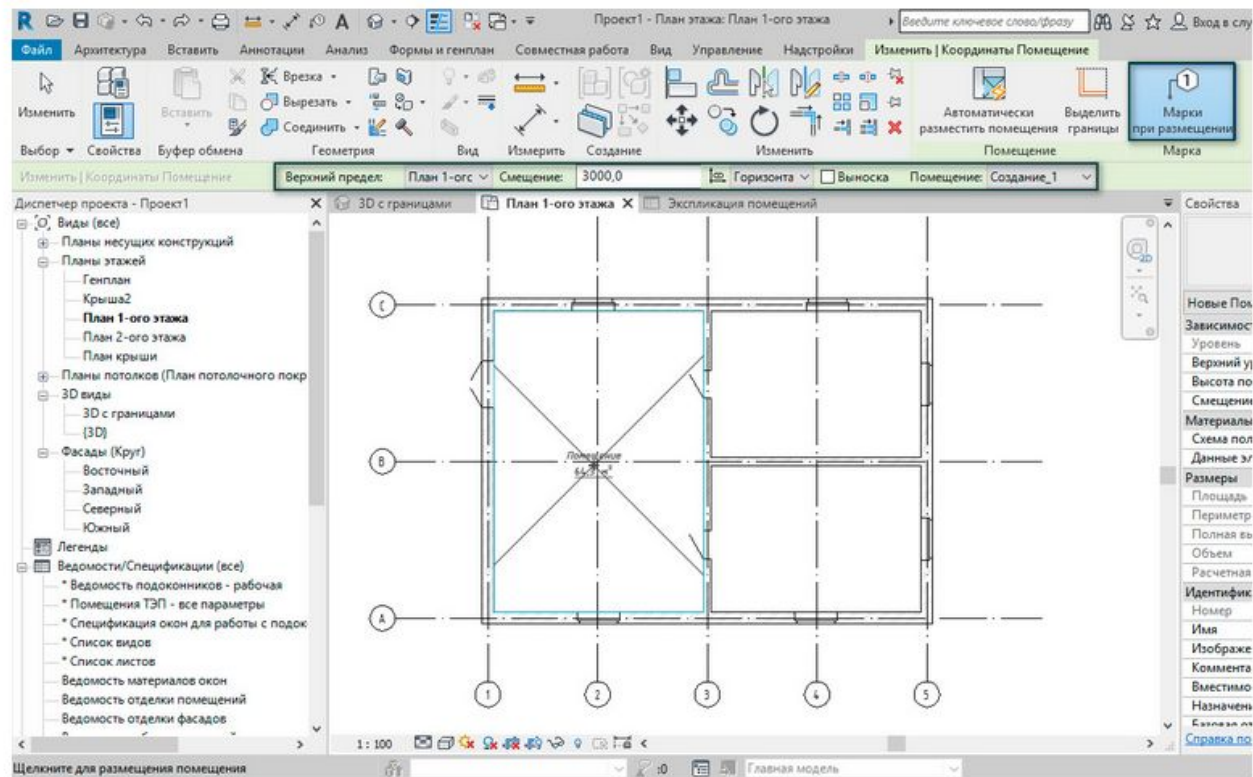 Проект1 - План этажа: План 1-ого этажа
Введите ключевое слово/фразу
Вход в слу
Файл Архитектура Вставить Аннотации Анализ Формы и генплан Совместная работа Вид Управление Надстройки Изменить | Координаты Помещение
Изменить
Вставить
Врезка
Вырезать
Соединить
Автоматически разместить помещения
Выделить границы
1
Марки при размещении
Выбор Свойства Буфер обмена Геометрия Вид Измерить Создание Изменить Помещение Марка
Изменить | Координаты Помещение Верхний предел: План 1-ого Смещение: 3000,0 Горизонта Выноска Помещение: Создание_1
Диспетчер проекта - Проект1 X 3D с границами План 1-ого этажа X Экспликация помещений Свойства
Виды (все)
Планы несущих конструкций
Планы этажей
Генплан
Крыша2
План 1-ого этажа
План 2-ого этажа
План крыши
Планы потолков (План потолочного покр
3D виды
3D с границами
{3D}
Фасады (Круг)
Восточный
Западный
Северный
Южный
Легенды
Ведомости/Спецификации (все)
* Ведомость подоконников - рабочая
* Помещения ТЭП - все параметры
* Спецификация окон для работы с подок
* Список видов
* Список листов
Ведомость материалов окон
Ведомость отделки помещений
Ведомость отделки фасадов
С
В
А
1 2 3 4 5
Помещение
2D
Новые Пом
Зависимост
Уровень
Верхний ур
Высота по
Смещение
Материалы
Схема пол
Данные эл
Размеры
Площадь
Периметр
Полная вы
Объем
Расчетная
Идентифик
Номер
Имя
Изображе
Коммента
Вместимо
Назначени
Справка по
1 : 100
Щелкните для размещения помещения :0 Главная модель